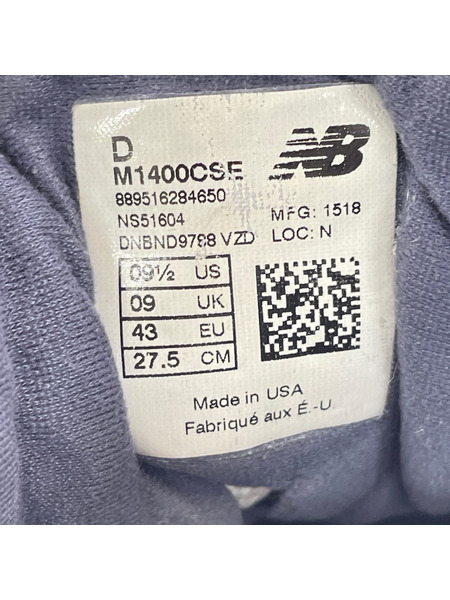 D
M1400CSE
NB
889516284650
NS51604
MFG: 1518
DNBND9788 VZD
LOC: N
09½ US
09 UK
43 EU
27.5 CM
Made in USA
Fabriqué aux É.-U